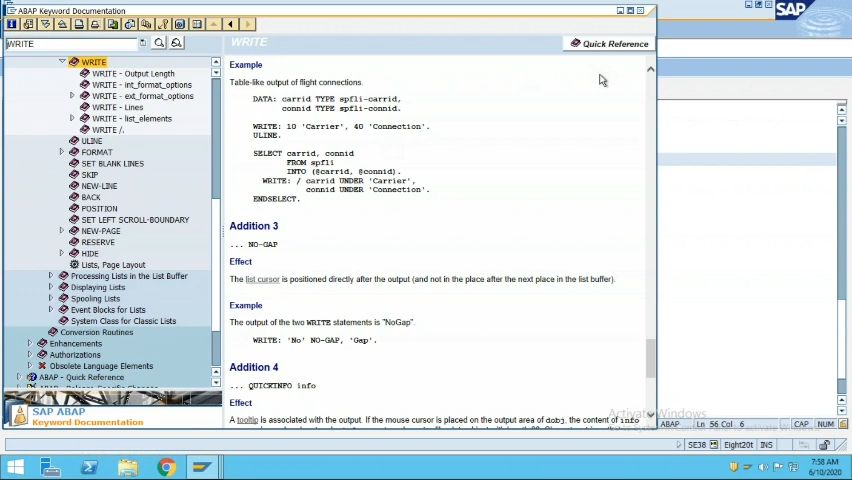 ABAP Keyword Documentation
SAP
WRITE
WRITE
Quick Reference
WRITE
WRITE - Output Length
WRITE - int_format_options
WRITE - ext_format_options
WRITE - Lines
WRITE - list_elements
WRITE /.
ULINE
FORMAT
SET BLANK LINES
SKIP
NEW-LINE
BACK
POSITION
SET LEFT SCROLL-BOUNDARY
NEW-PAGE
RESERVE
HIDE
Lists, Page Layout
Processing Lists in the List Buffer
Displaying Lists
Spooling Lists
Event Blocks for Lists
System Class for Classic Lists
Conversion Routines
Enhancements
Authorizations
Obsolete Language Elements
ABAP - Quick Reference
SAP ABAP
Keyword Documentation
Example
Table-like output of flight connections.
DATA: carrid TYPE spfli-carrid,
connid TYPE spfli-connid.
WRITE: 10 'Carrier', 40 'Connection'.
ULINE.
SELECT carrid, connid
FROM spfli
INTO (@carrid, @connid).
WRITE: / carrid UNDER 'Carrier',
connid UNDER 'Connection'.
ENDSELECT.
Addition 3
... NO-GAP
Effect
The list cursor is positioned directly after the output (and not in the place after the next place in the list buffer).
Example
The output of the two WRITE statements is "NoGap".
WRITE: 'No' NO-GAP, 'Gap'.
Addition 4
... QUICKINFO info
Effect
A tooltip is associated with the output. If the mouse cursor is placed on the output area of dobj, the content of info
Activate Windows
ABAP Ln 56 Col. 6 CAP NUM
SE38 Eight20t INS
7:58 AM
6/10/2020